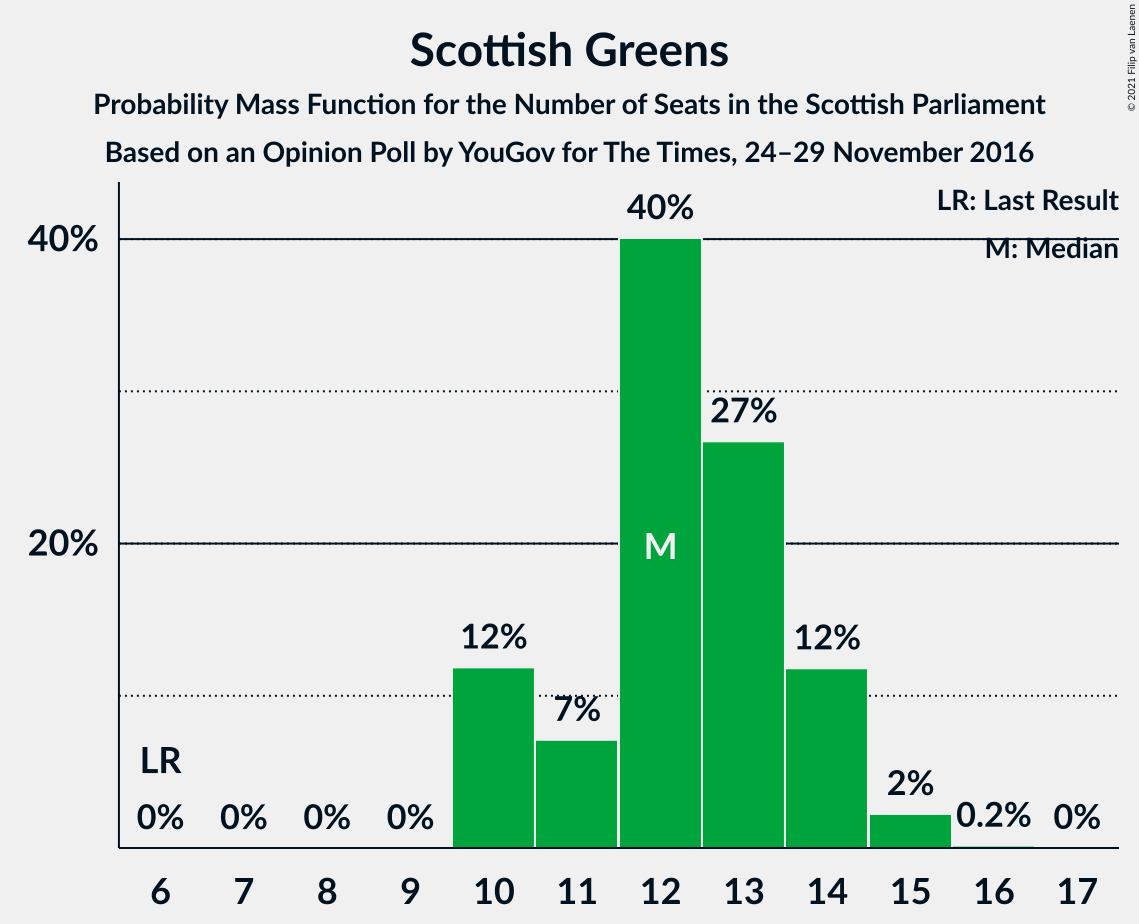 Scottish Greens
Probability Mass Function for the Number of Seats in the Scottish Parliament
Based on an Opinion Poll by YouGov for The Times, 24–29 November 2016
© 2021 Filip van Laenen
LR: Last Result
M: Median
40%
20%
LR
0%
0%
0%
0%
12%
7%
40%
M
27%
12%
2%
0.2%
0%
6 7 8 9 10 11 12 13 14 15 16 17